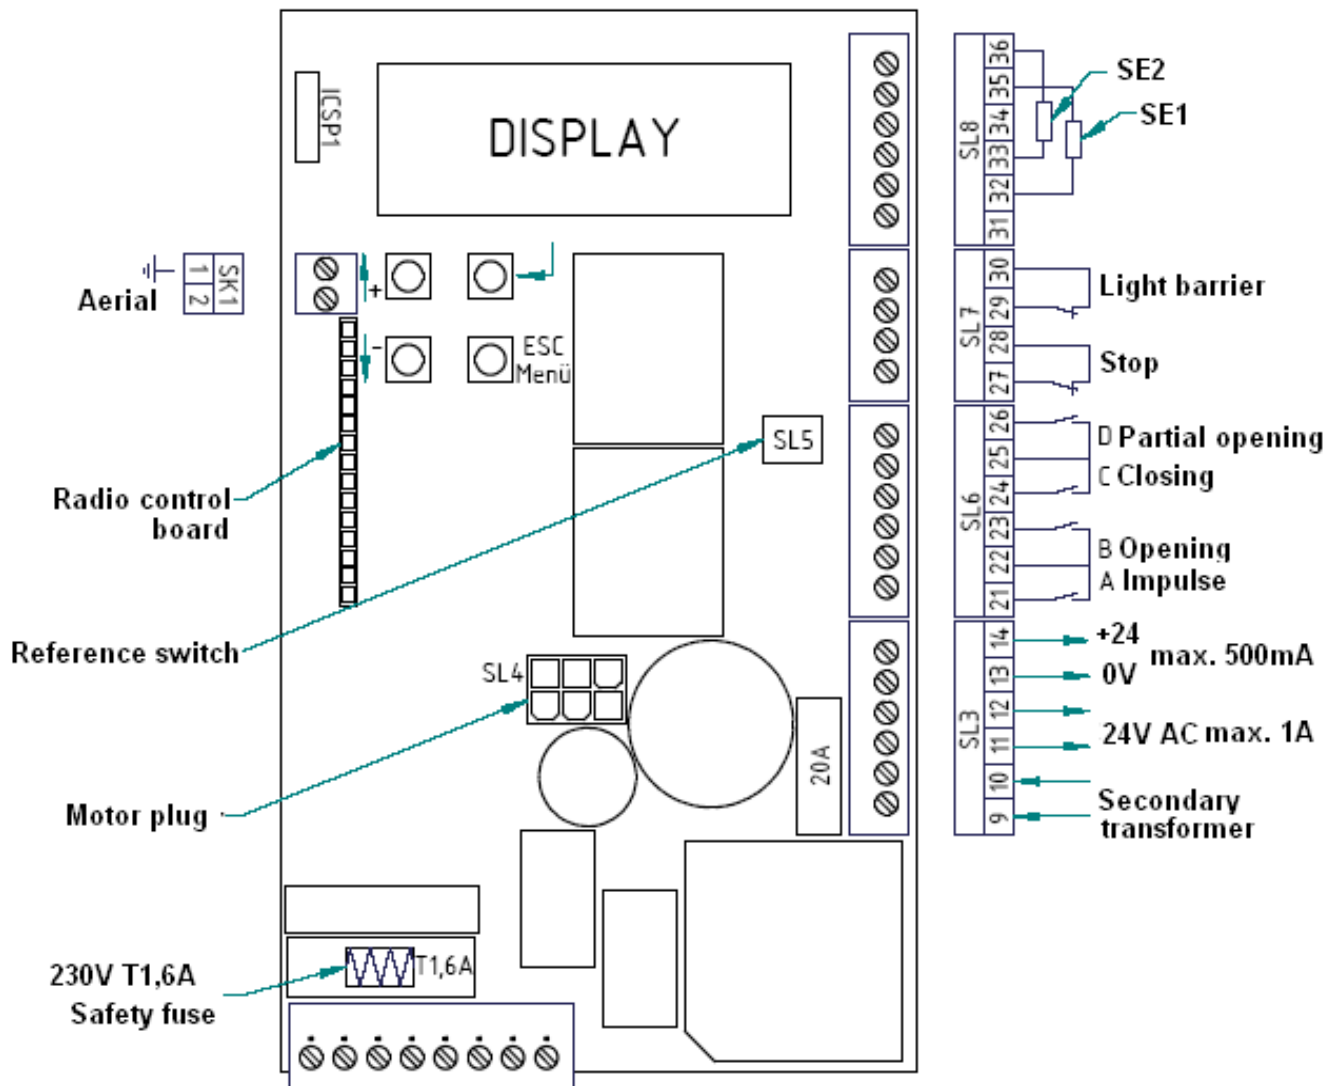 ICSP1
DISPLAY
SL8
36
35
34
33
32
31
SE2
SE1
Aerial
1
2
SK1
+
-
ESC
Menü
SL7
30
29
28
27
Light barrier
Stop
SL5
SL6
26
25
24
23
22
21
D Partial opening
C Closing
B Opening
A Impulse
Radio control
board
Reference switch
SL4
Motor plug
20A
SL3
14
13
12
11
10
9
+24
max. 500mA
0V
24V AC max. 1A
Secondary
transformer
230V T1,6A
Safety fuse
T1,6A